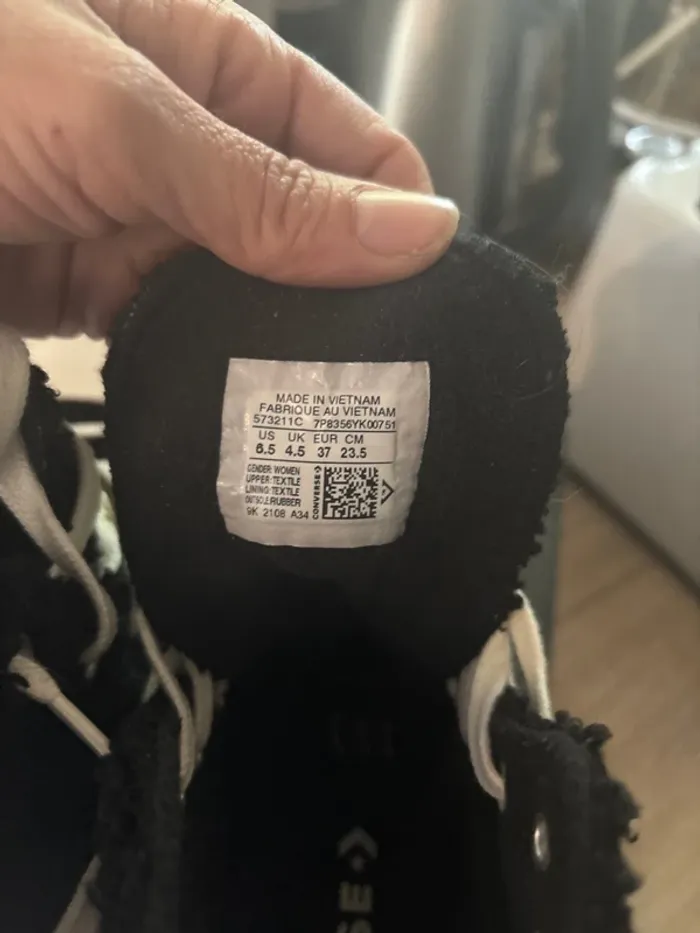 MADE IN VIETNAM
FABRIQUE AU VIETNAM
573211C 7P8356YK00751
US UK EUR CM
6.5 4.5 37 23.5
GENDER: WOMEN
UPPER: TEXTILE
LINING: TEXTILE
OUTSOLE: RUBBER
9K 2108 A34
CONVERSE
SE